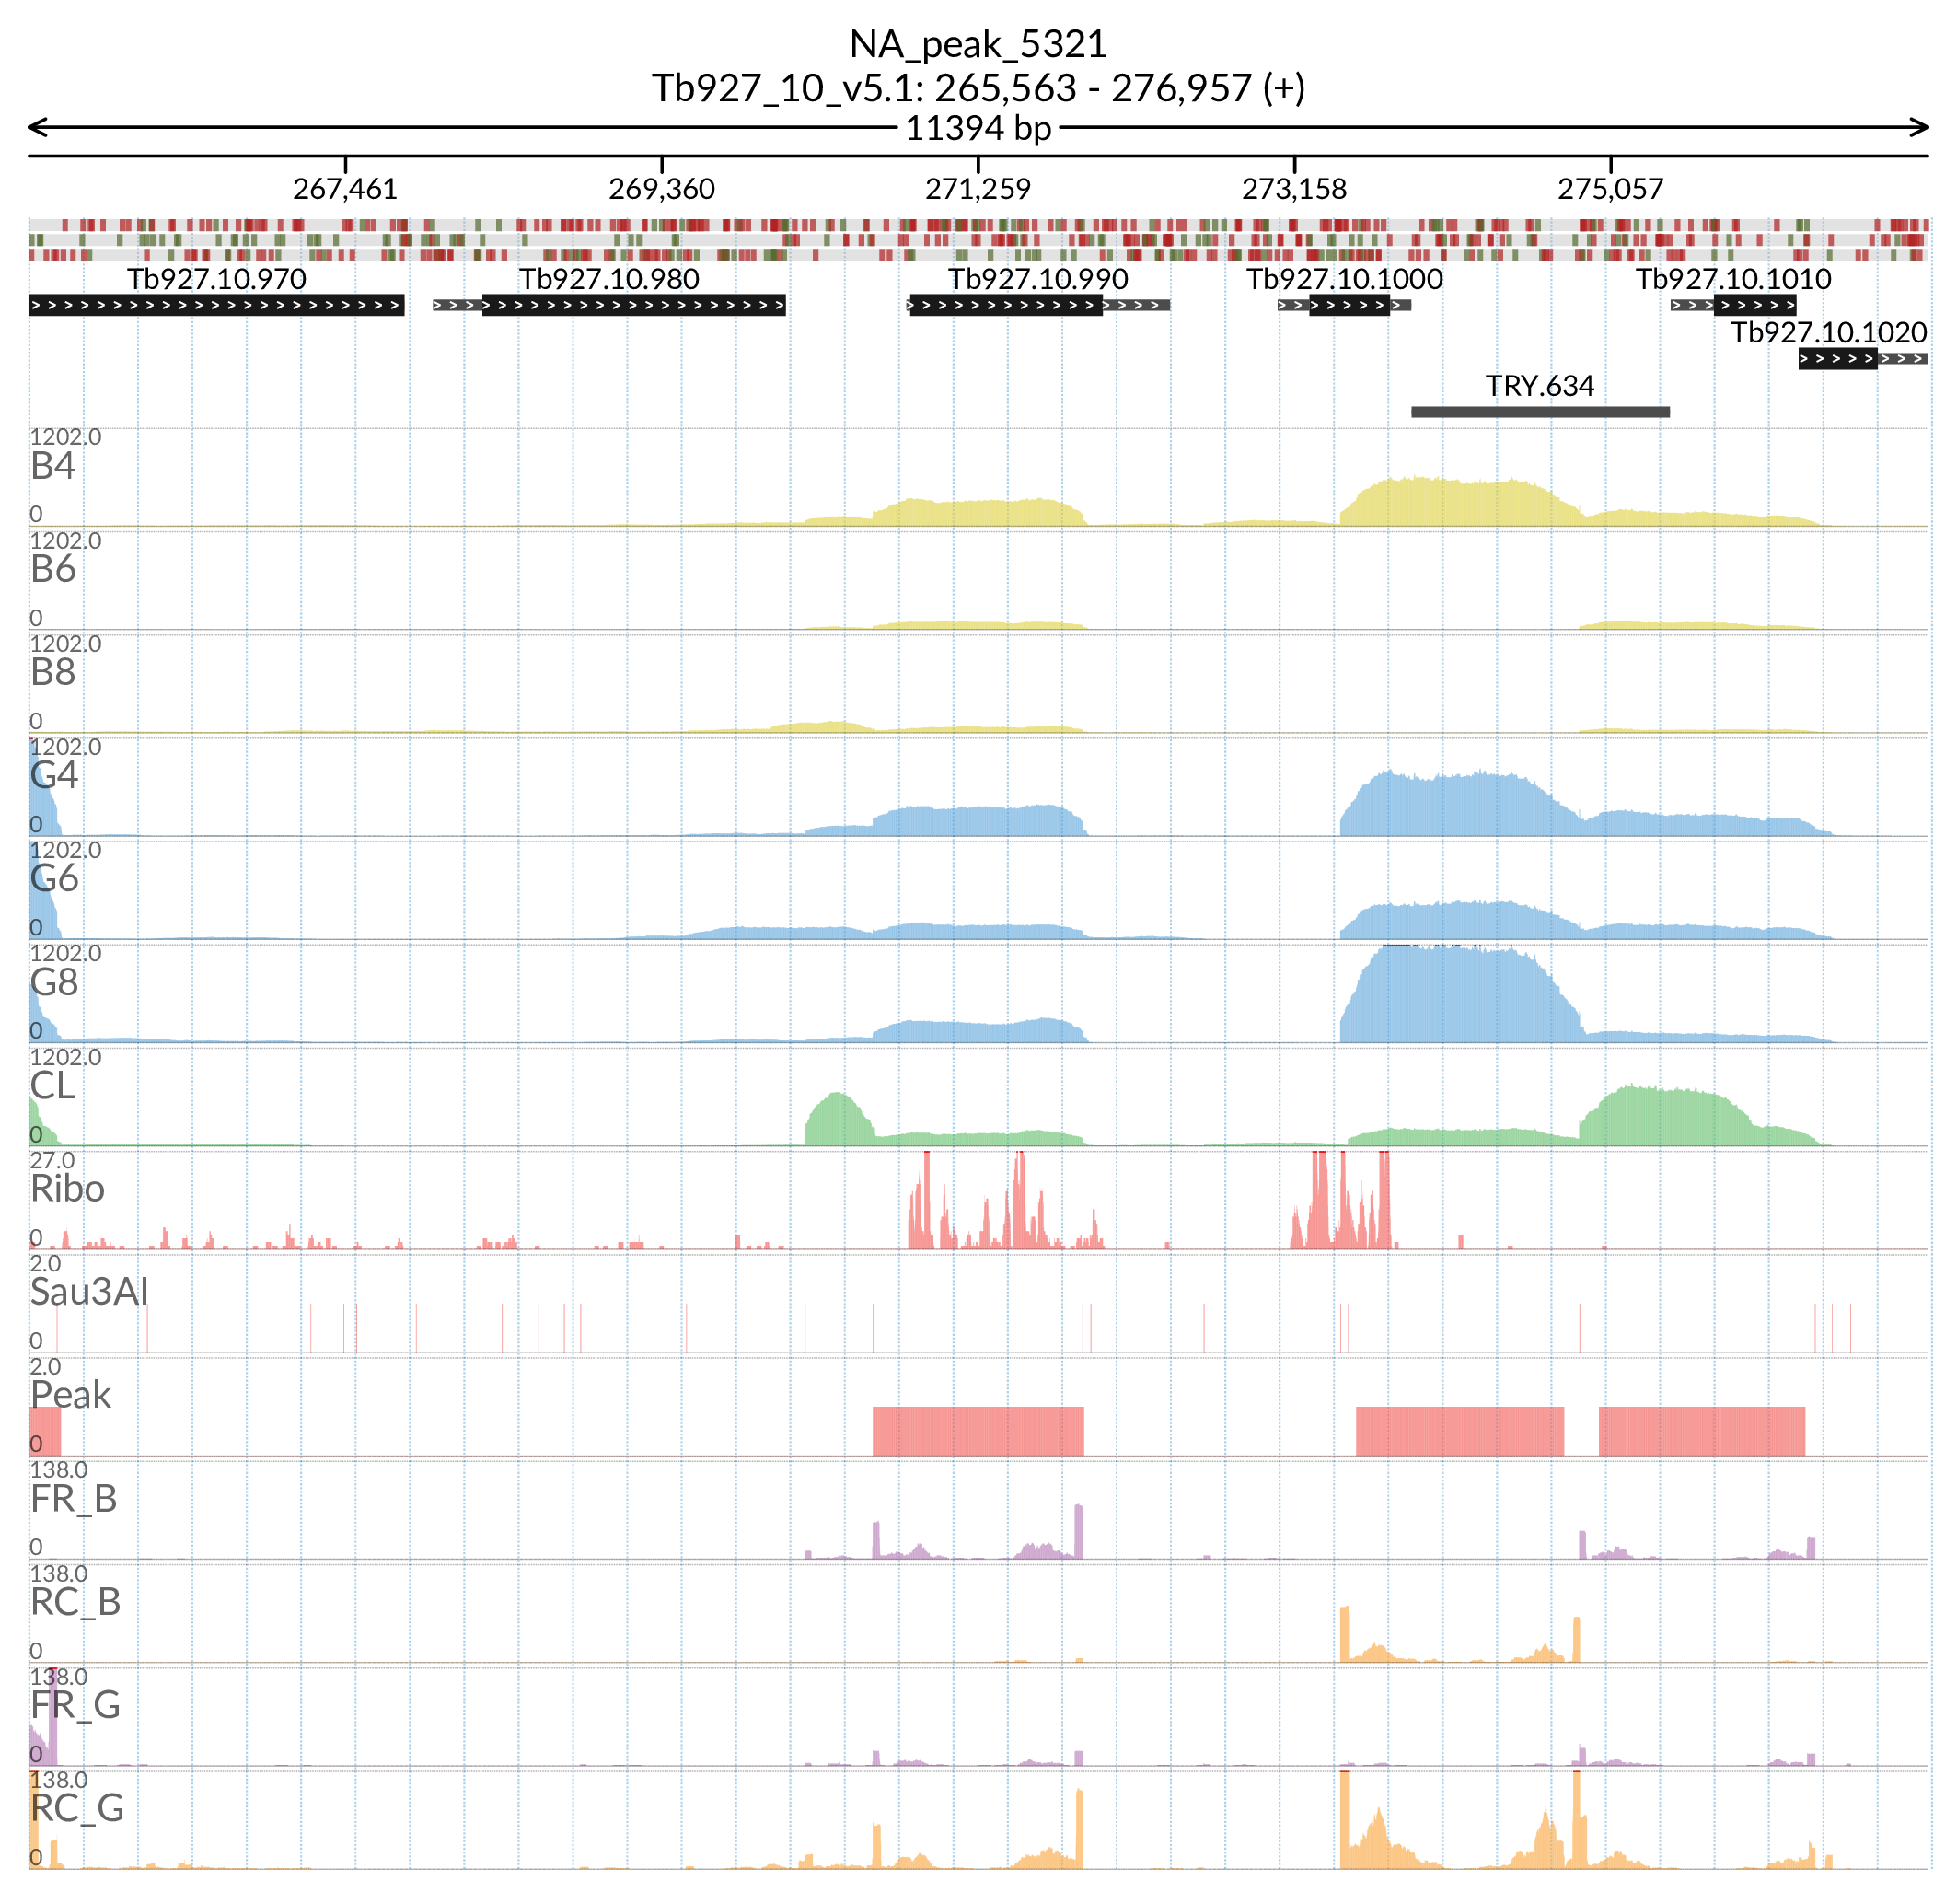 NA_peak_5321
Tb927_10_v5.1: 265,563 - 276,957 (+)
11394 bp
267,461 269,360 271,259 273,158 275,057
Tb927.10.970 Tb927.10.980 Tb927.10.990 Tb927.10.1000 Tb927.10.1010
Tb927.10.1020
TRY.634
1202.0
B4
0
1202.0
B6
0
1202.0
B8
0
1202.0
G4
0
1202.0
G6
0
1202.0
G8
0
1202.0
CL
0
27.0
Ribo
0
2.0
Sau3AI
0
2.0
Peak
0
138.0
FR_B
0
138.0
RC_B
0
138.0
FR_G
0
138.0
RC_G
0